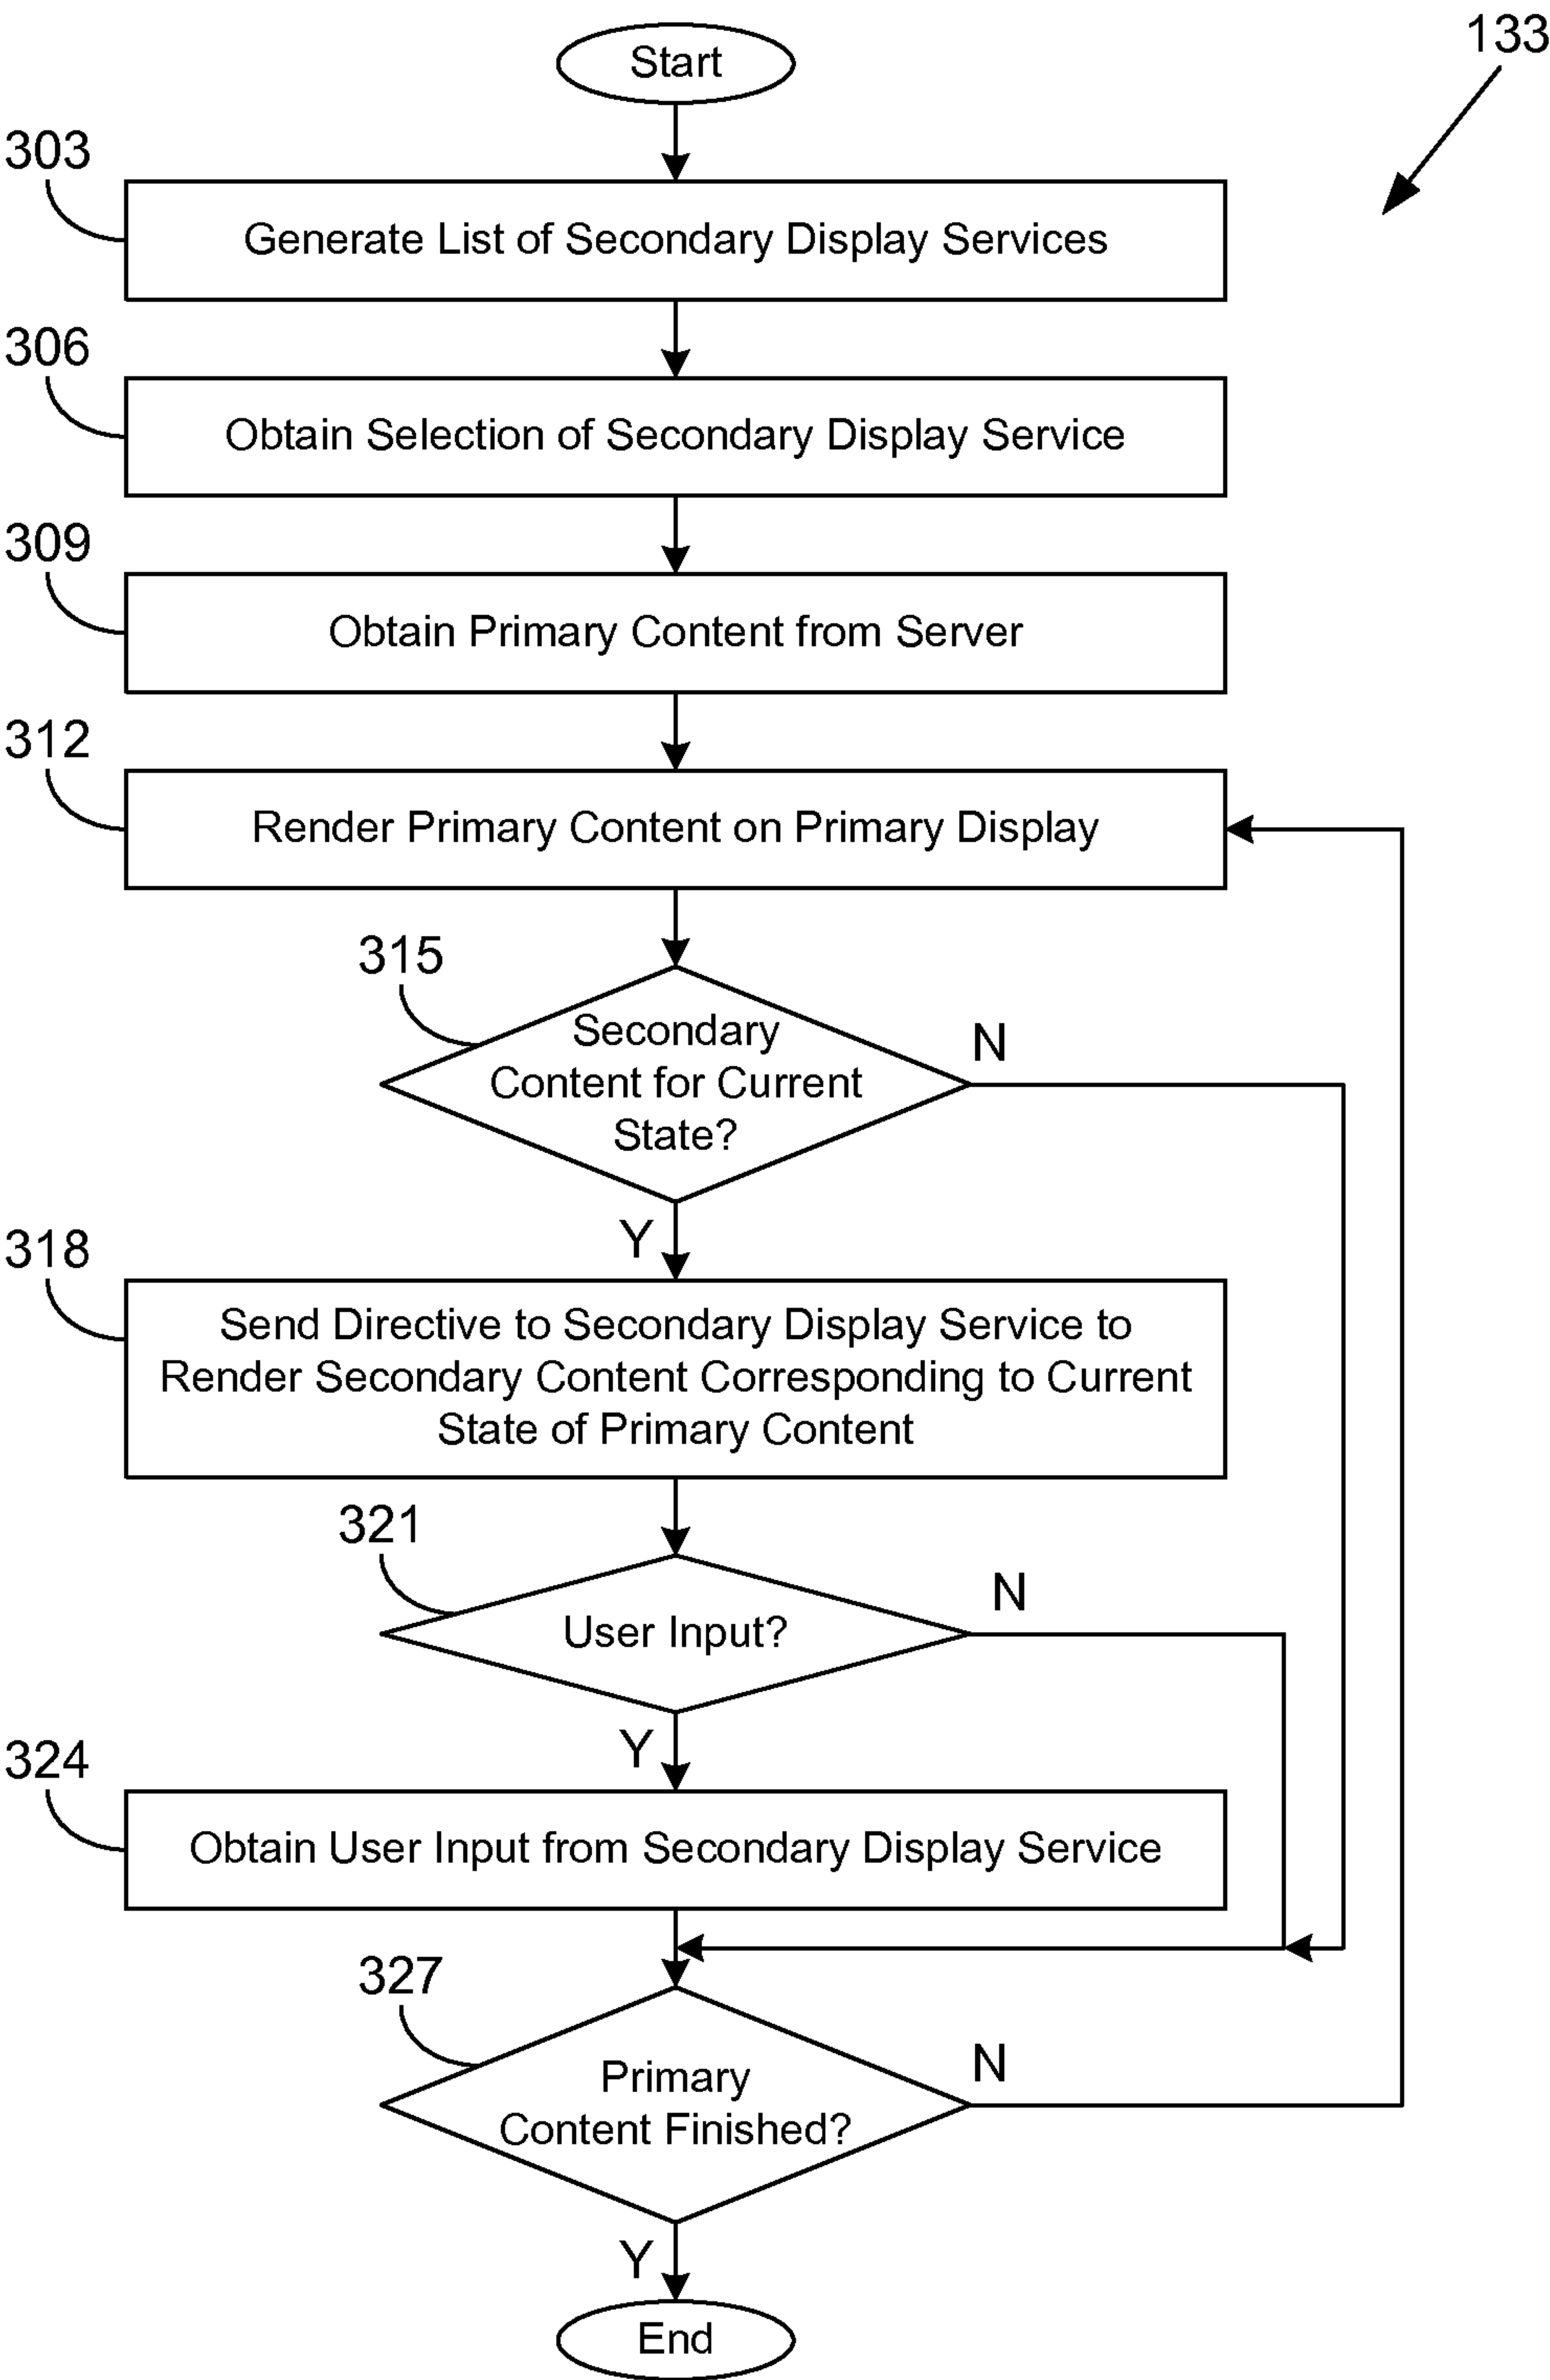 Start
133
303
Generate List of Secondary Display Services
306
Obtain Selection of Secondary Display Service
309
Obtain Primary Content from Server
312
Render Primary Content on Primary Display
315
Secondary
Content for Current
State?
N
Y
318
Send Directive to Secondary Display Service to
Render Secondary Content Corresponding to Current
State of Primary Content
321
User Input?
N
Y
324
Obtain User Input from Secondary Display Service
327
Primary
Content Finished?
N
Y
End